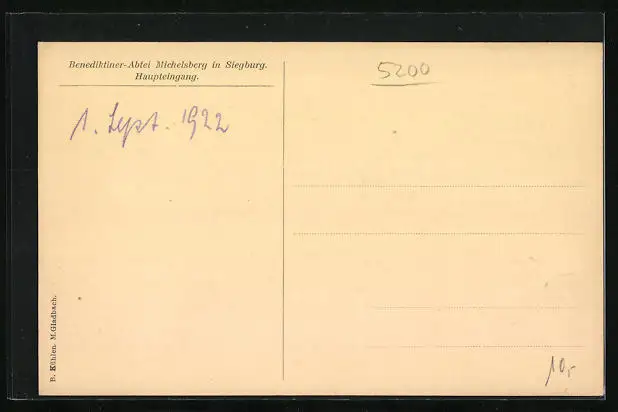 Benediktiner-Abtei Michelsberg in Siegburg.
Haupteingang.
1. Sept. 1922
5200
B. Kühlen. M.Gladbach.
10,-